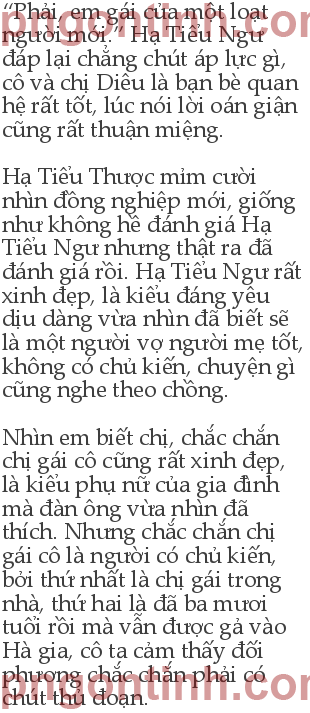 “Phải, em gái của một loạt
người mới.” Hạ Tiểu Ngư
đáp lại chẳng chút áp lực gì,
cô và chị Diêu là bạn bè quan
hệ rất tốt, lúc nói lời oán giận
cũng rất thuận miệng.
Hạ Tiểu Thược mỉm cười
nhìn đồng nghiệp mới, giống
như không hề đánh giá Hạ
Tiểu Ngư nhưng thật ra đã
đánh giá rồi. Hạ Tiểu Ngư rất
xinh đẹp, là kiểu đáng yêu
dịu dàng vừa nhìn đã biết sẽ
là một người vợ người mẹ tốt,
không có chủ kiến, chuyện gì
cũng nghe theo chồng.
Nhìn em biết chị, chắc chắn
chị gái cô cũng rất xinh đẹp,
là kiểu phụ nữ của gia đình
mà đàn ông vừa nhìn đã
thích. Nhưng chắc chắn chị
gái cô là người có chủ kiến,
bởi thứ nhất là chị gái trong
nhà, thứ hai là đã ba mươi
tuổi rồi mà vẫn được gả vào
Hà gia, cô ta cảm thấy đối
phương chắc chắn phải có
chút thủ đoạn.
pngontinh.com
pngontinh.com